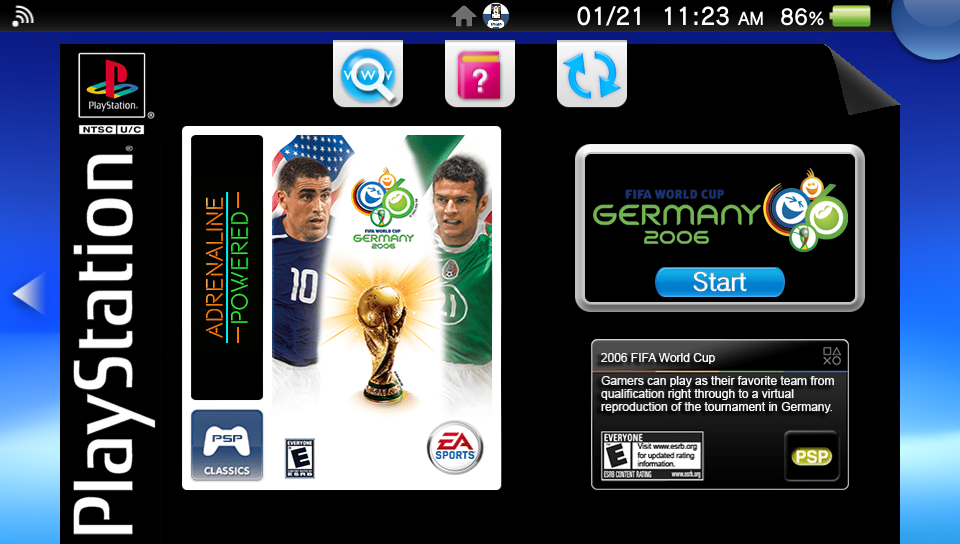 01/21 11:23 AM 86%
PlayStation
NTSC U/C
PlayStation
WWW
?
ADRENALINE
POWERED
PSP
CLASSICS
EVERYONE
E
ESRB
10
21
FIFA WORLD CUP
GERMANY
2006
EA
SPORTS
FIFA WORLD CUP
GERMANY
2006
Start
2006 FIFA World Cup
Gamers can play as their favorite team from
qualification right through to a virtual
reproduction of the tournament in Germany.
EVERYONE
E
Visit www.esrb.org
for updated rating
information.
ESRB CONTENT RATING www.esrb.org
PSP